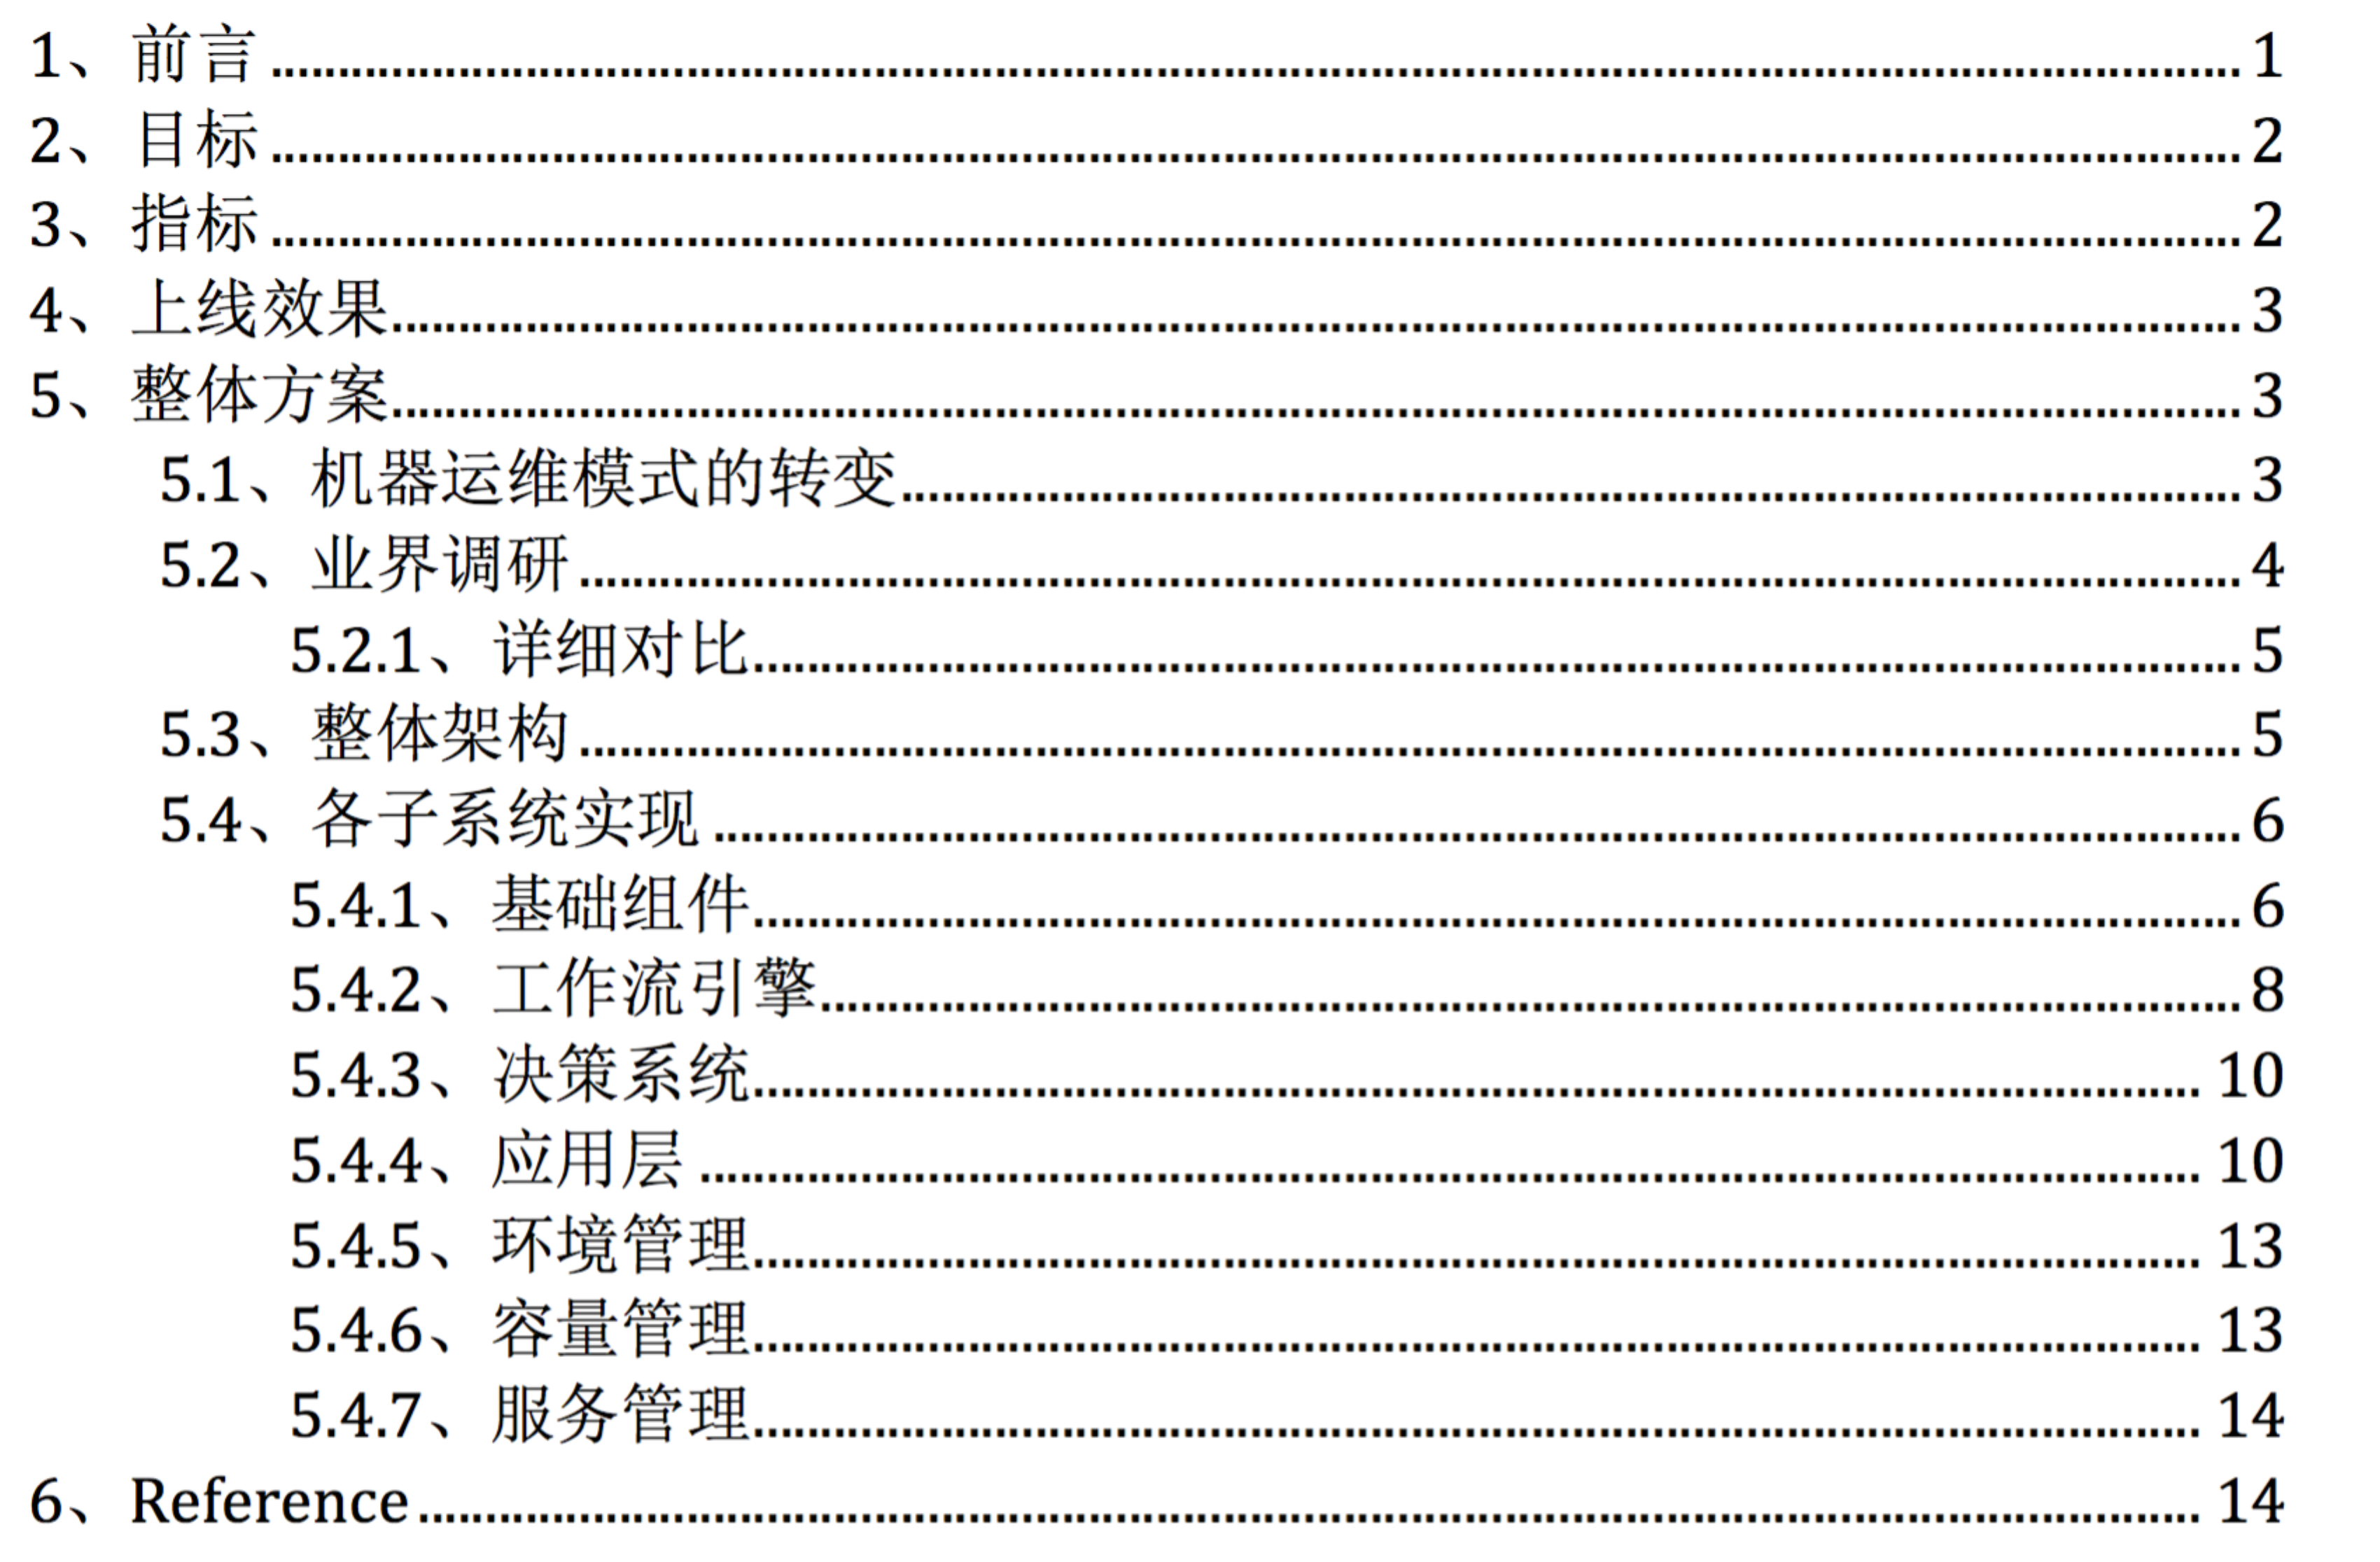 1、前言 ........ 1
2、目标 ........ 2
3、指标 ........ 2
4、上线效果 ........ 3
5、整体方案 ........ 3
5.1、机器运维模式的转变 ........ 3
5.2、业界调研 ........ 4
5.2.1、详细对比 ........ 5
5.3、整体架构 ........ 5
5.4、各子系统实现 ........ 6
5.4.1、基础组件 ........ 6
5.4.2、工作流引擎 ........ 8
5.4.3、决策系统 ........ 10
5.4.4、应用层 ........ 10
5.4.5、环境管理 ........ 13
5.4.6、容量管理 ........ 13
5.4.7、服务管理 ........ 14
6、Reference ........ 14